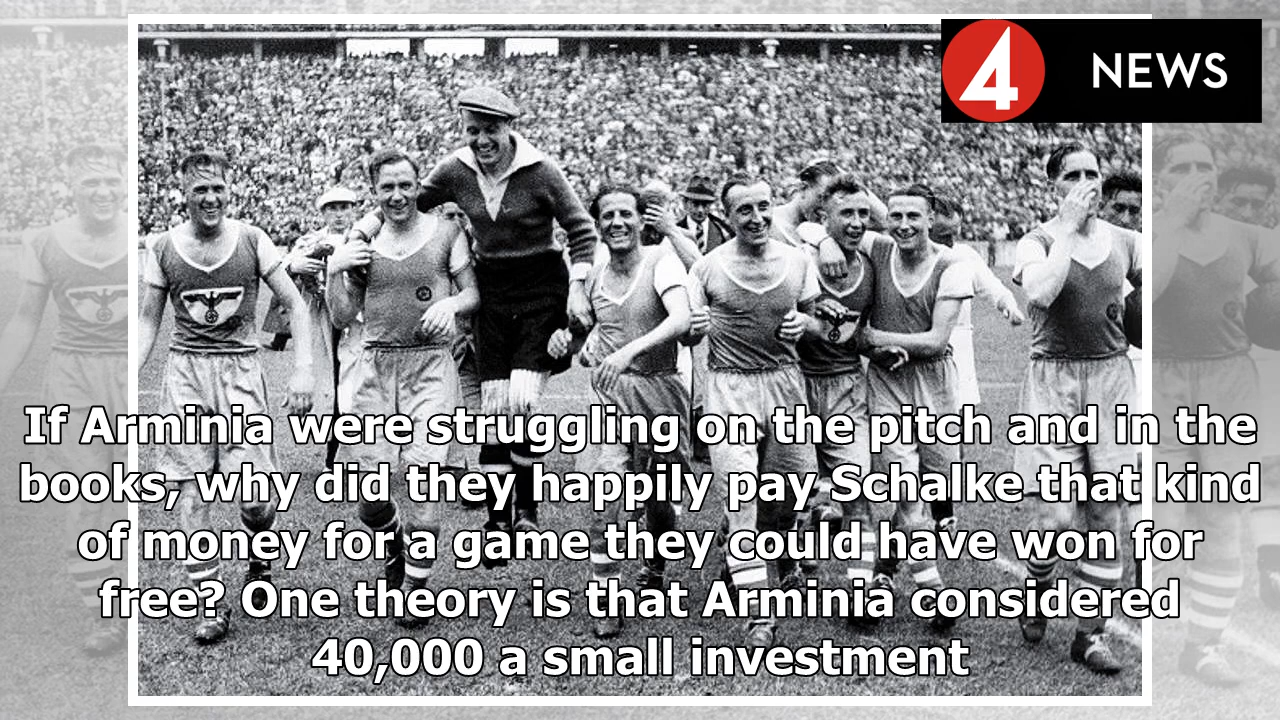 4 NEWS
If Arminia were struggling on the pitch and in the
books, why did they happily pay Schalke that kind
of money for a game they could have won for
free? One theory is that Arminia considered
40,000 a small investment